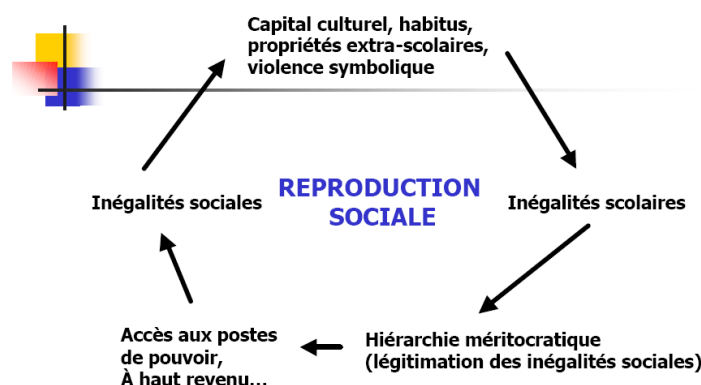 Capital culturel, habitus,
propriétés extra-scolaires,
violence symbolique
Inégalités sociales
REPRODUCTION
SOCIALE
Inégalités scolaires
Accès aux postes
de pouvoir,
À haut revenu...
Hiérarchie méritocratique
(légitimation des inégalités sociales)